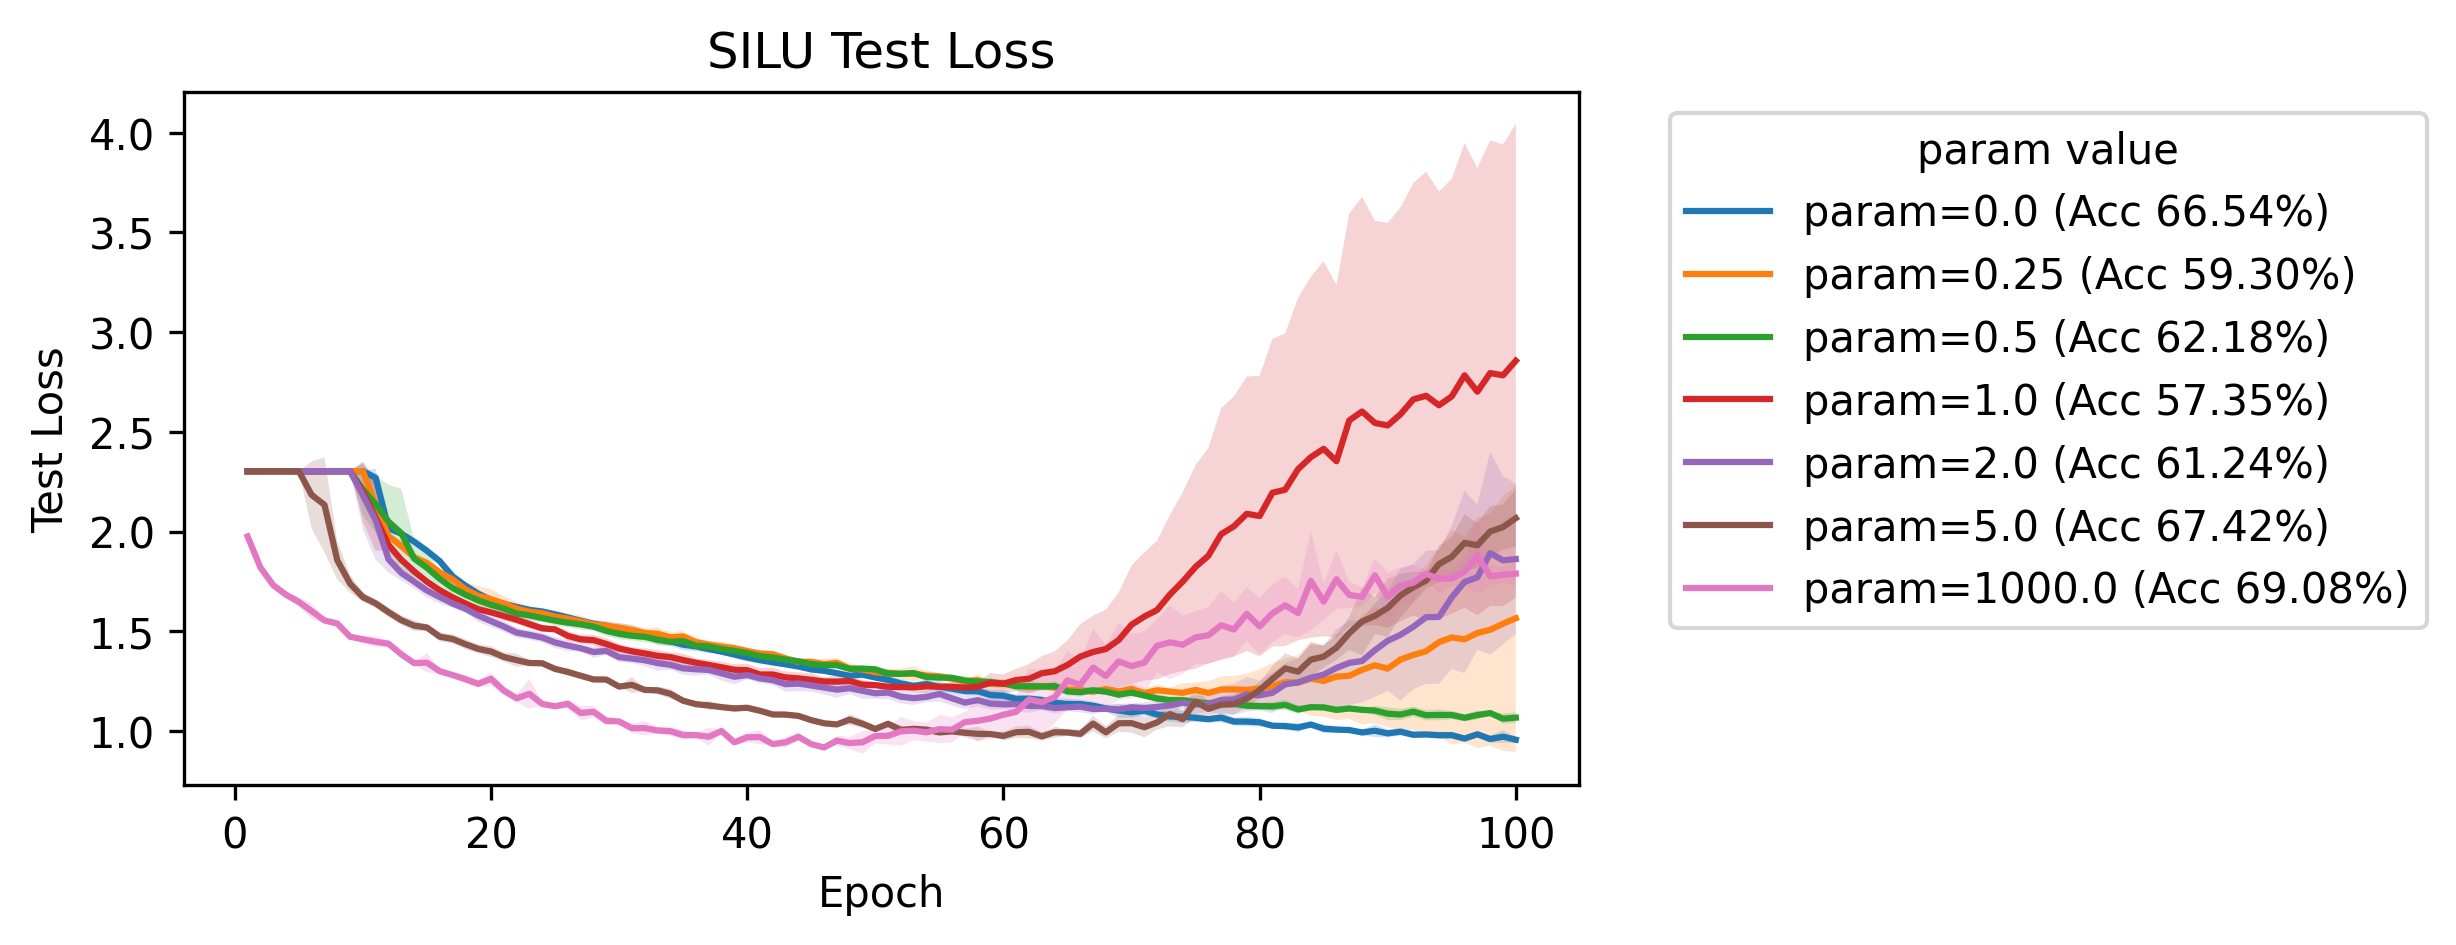 SILU Test Loss
4.0
3.5
3.0
2.5
2.0
1.5
1.0
Test Loss
0 20 40 60 80 100
Epoch
param value
param=0.0 (Acc 66.54%)
param=0.25 (Acc 59.30%)
param=0.5 (Acc 62.18%)
param=1.0 (Acc 57.35%)
param=2.0 (Acc 61.24%)
param=5.0 (Acc 67.42%)
param=1000.0 (Acc 69.08%)